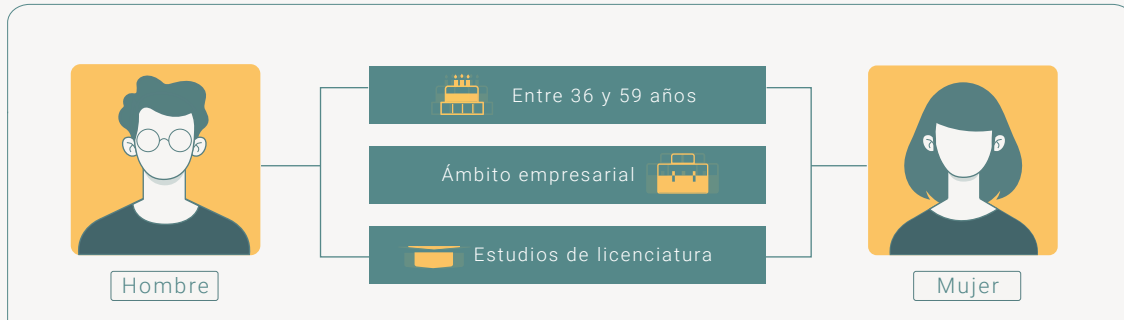 Entre 36 y 59 años
Ámbito empresarial
Estudios de licenciatura
Hombre
Mujer